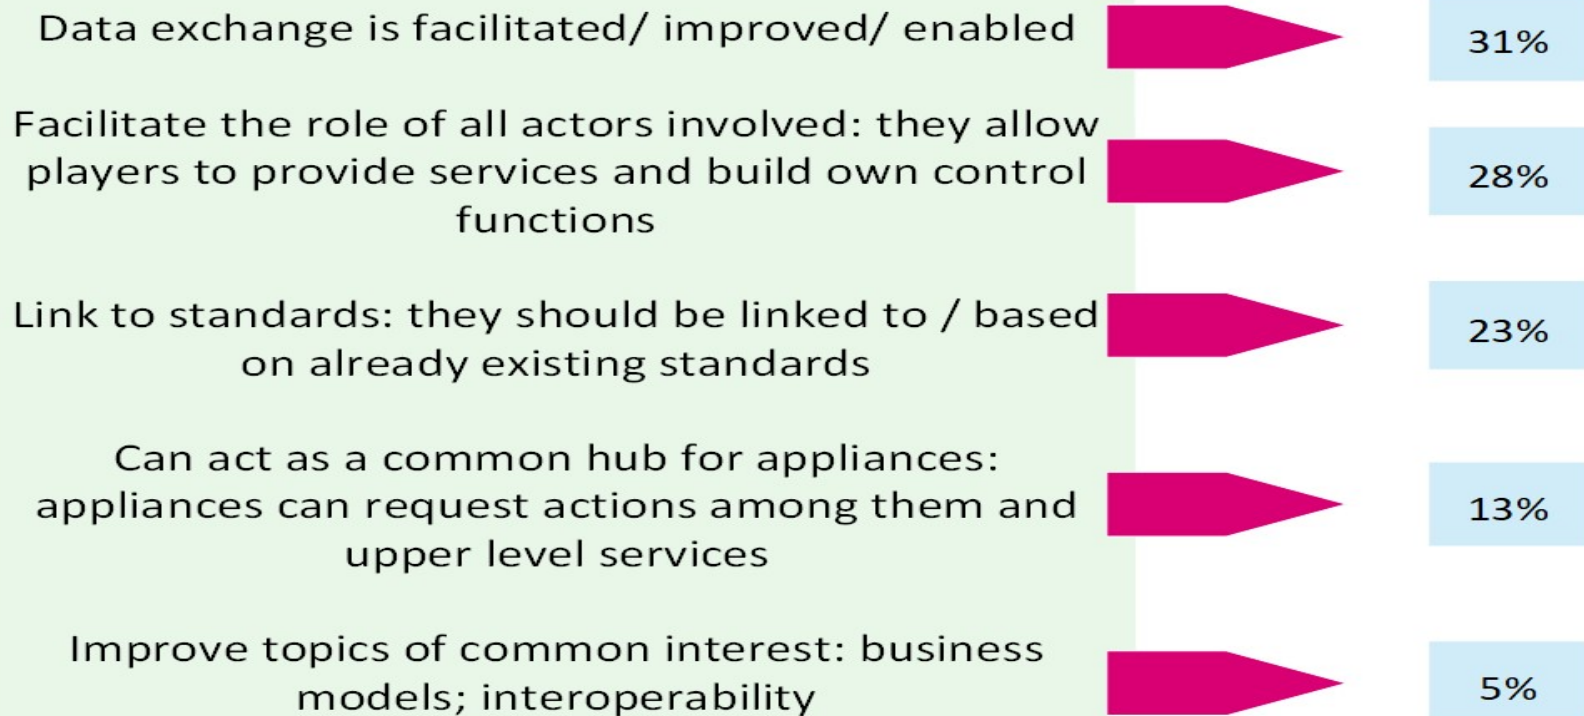 Data exchange is facilitated/ improved/ enabled
31%
Facilitate the role of all actors involved: they allow
players to provide services and build own control
functions
28%
Link to standards: they should be linked to / based
on already existing standards
23%
Can act as a common hub for appliances:
appliances can request actions among them and
upper level services
13%
Improve topics of common interest: business
models; interoperability
5%